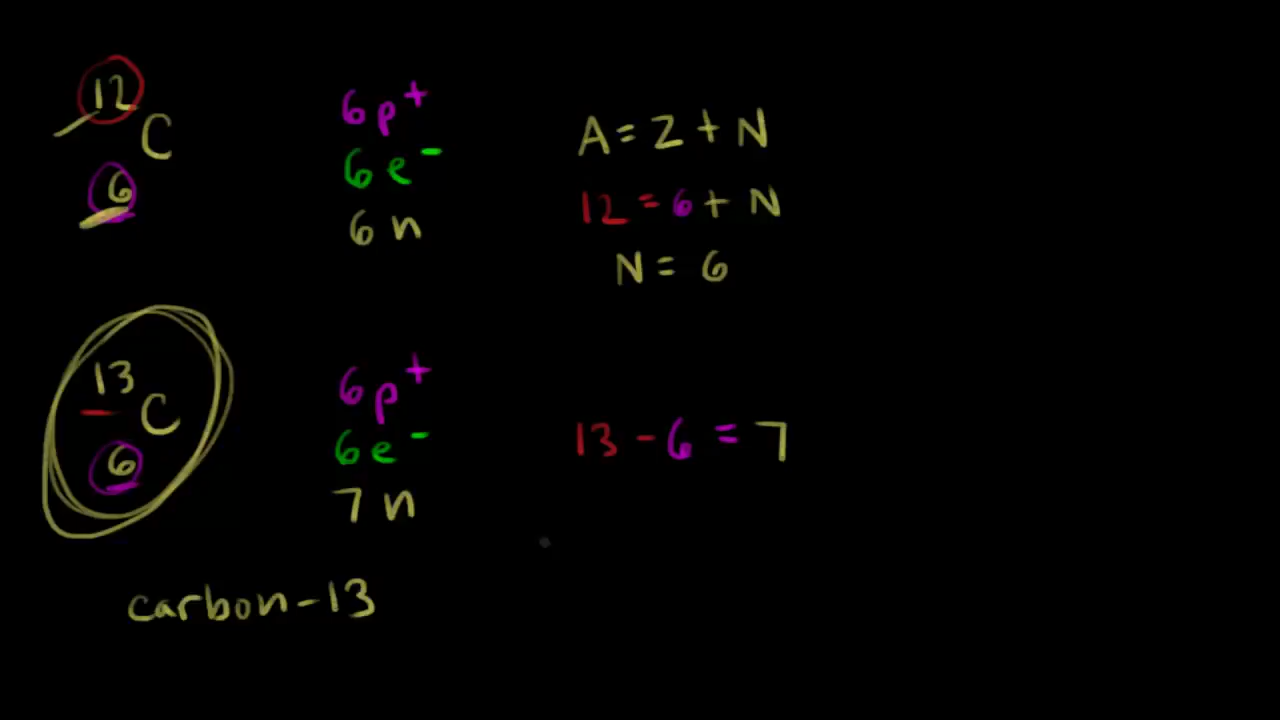 12
C
6
6p+
6e-
6n
A=Z+N
12=6+N
N=6
13
C
6
6p+
6e-
7n
13-6=7
carbon-13